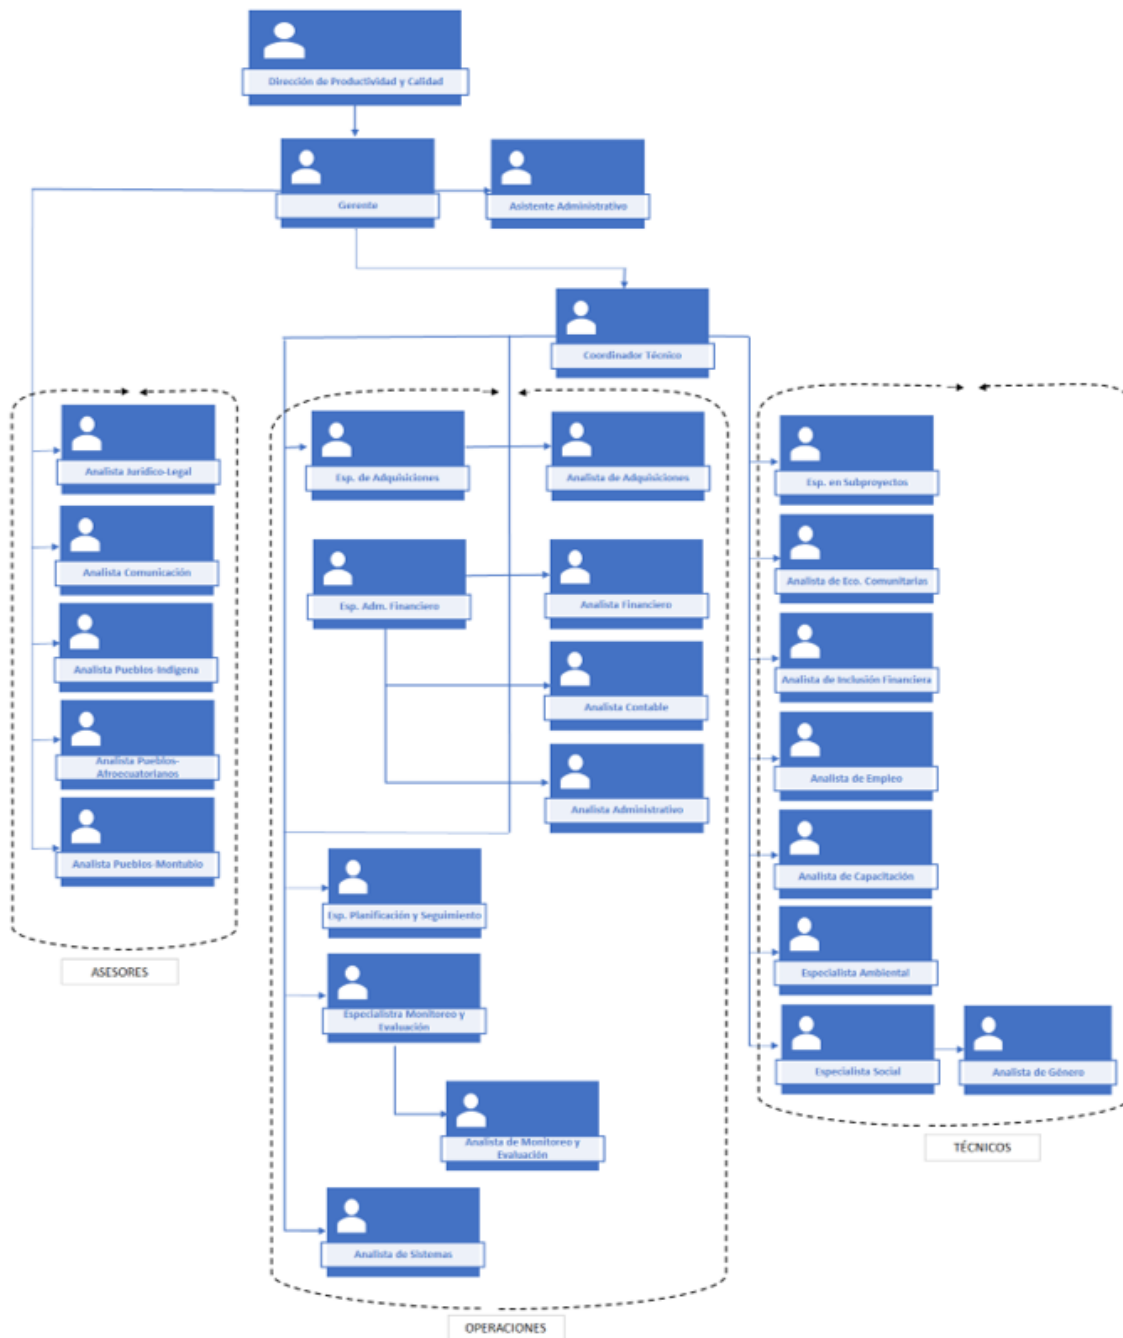 Dirección de Productividad y Calidad
Gerente
Asistente Administrativo
Coordinador Técnico
Analista Jurídico-Legal
Analista Comunicación
Analista Pueblos-Indígena
Analista Pueblos-
Afroecuatorianos
Analista Pueblos-Montubio
ASESORES
Esp. de Adquisiciones
Analista de Adquisiciones
Esp. Adm. Financiero
Analista Financiero
Analista Contable
Analista Administrativo
Esp. Planificación y Seguimiento
Especialistra Monitoreo y
Evaluación
Analista de Monitoreo y
Evaluación
Analista de Sistemas
OPERACIONES
Esp. en Subproyectos
Analista de Eco. Comunitarias
Analista de Inclusión Financiera
Analista de Empleo
Analista de Capacitación
Especialista Ambiental
Especialista Social
Analista de Género
TÉCNICOS